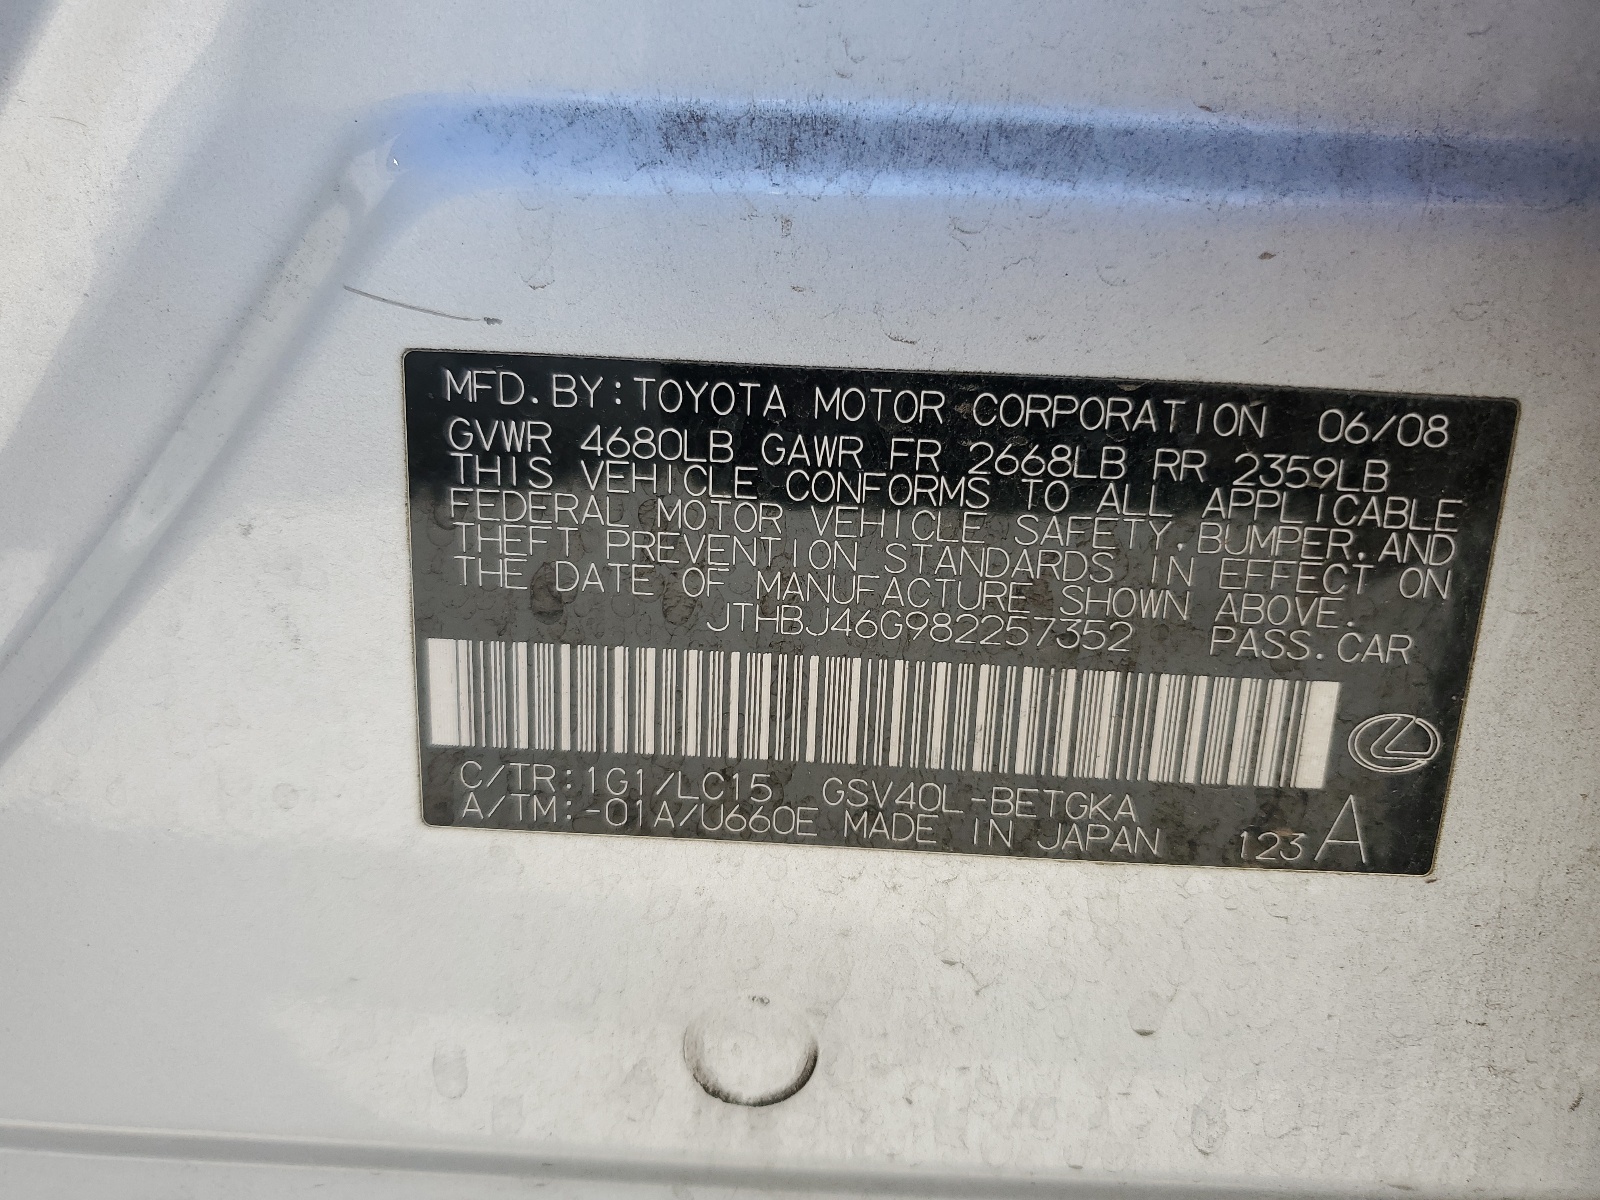 MFD. BY: TOYOTA MOTOR CORPORATION 06/08
GVWR 4680LB GAWR FR 2668LB RR 2359LB
THIS VEHICLE CONFORMS TO ALL APPLICABLE
FEDERAL MOTOR VEHICLE SAFETY, BUMPER, AND
THEFT PREVENTION STANDARDS IN EFFECT ON
THE DATE OF MANUFACTURE SHOWN ABOVE.
JTHBJ46G982257352 PASS. CAR
C/TR: 1G1/LC15 GSV40L-BETGKA
A/TM: -01A/U660E MADE IN JAPAN 123 A